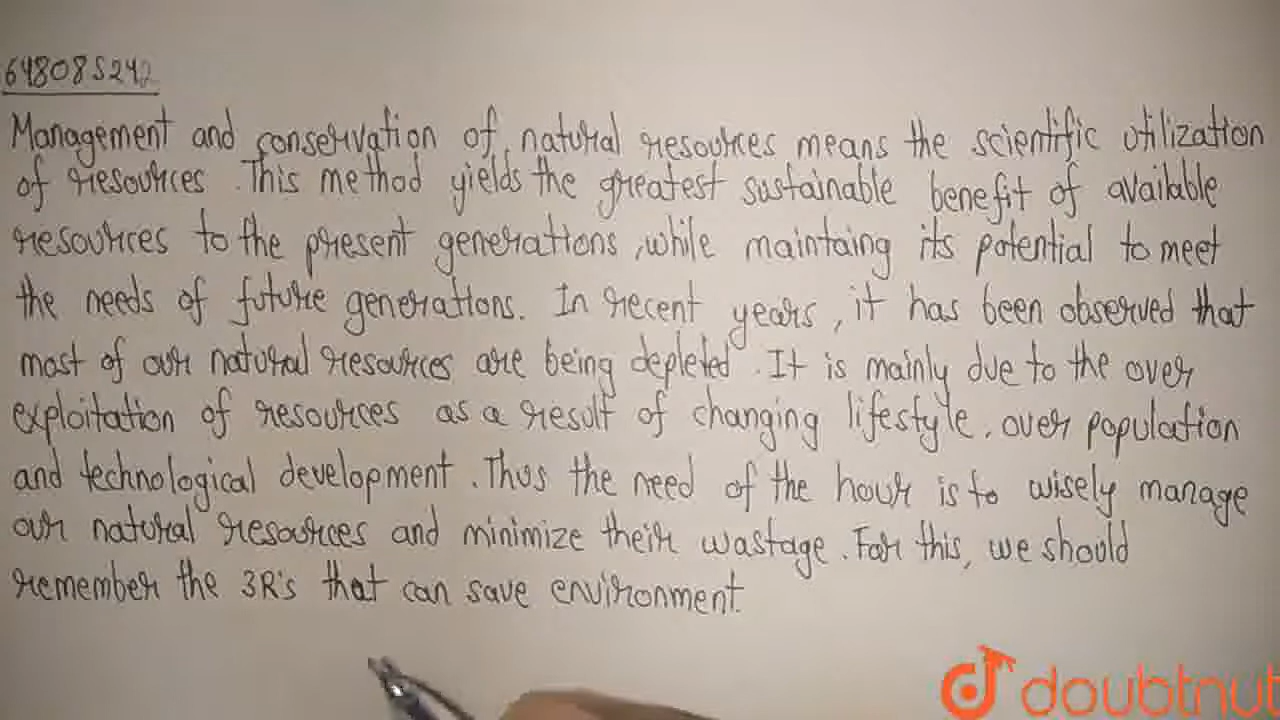 648085242
Management and conservation of natural resources means the scientific utilization
of resources. This method yields the greatest sustainable benefit of available
resources to the present generations, while maintaing its potential to meet
the needs of future generations. In recent years, it has been observed that
most of our natural resources are being depleted. It is mainly due to the over
exploitation of resources as a result of changing lifestyle, over population
and technological development. Thus the need of the hour is to wisely manage
our natural resources and minimize their wastage. For this, we should
remember the 3R's that can save environment.
doubtnut